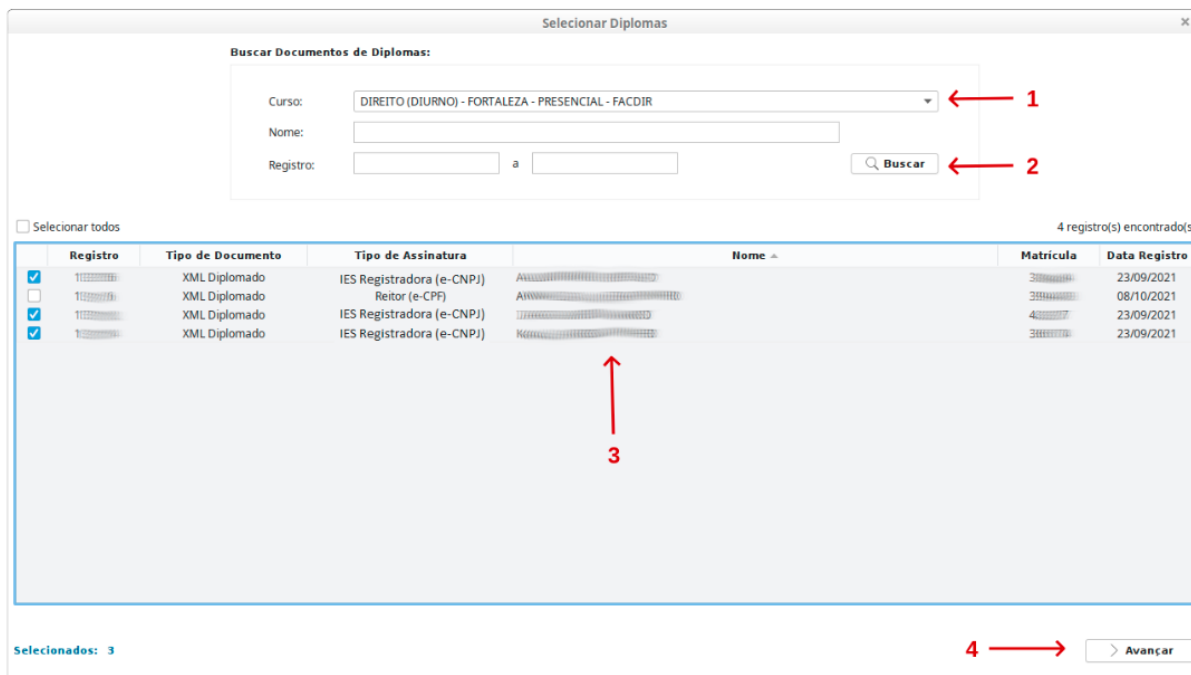 Selecionar Diplomas
Buscar Documentos de Diplomas:
Curso: DIREITO (DIURNO) - FORTALEZA - PRESENCIAL - FACDIR 1
Nome:
Registro: a Buscar 2
Selecionar todos 4 registro(s) encontrado(s
Registro Tipo de Documento Tipo de Assinatura Nome Matrícula Data Registro
XML Diplomado IES Registradora (e-CNPJ) 23/09/2021
XML Diplomado Reitor (e-CPF) 08/10/2021
XML Diplomado IES Registradora (e-CNPJ) 23/09/2021
XML Diplomado IES Registradora (e-CNPJ) 23/09/2021
3
Selecionados: 3 4 Avançar